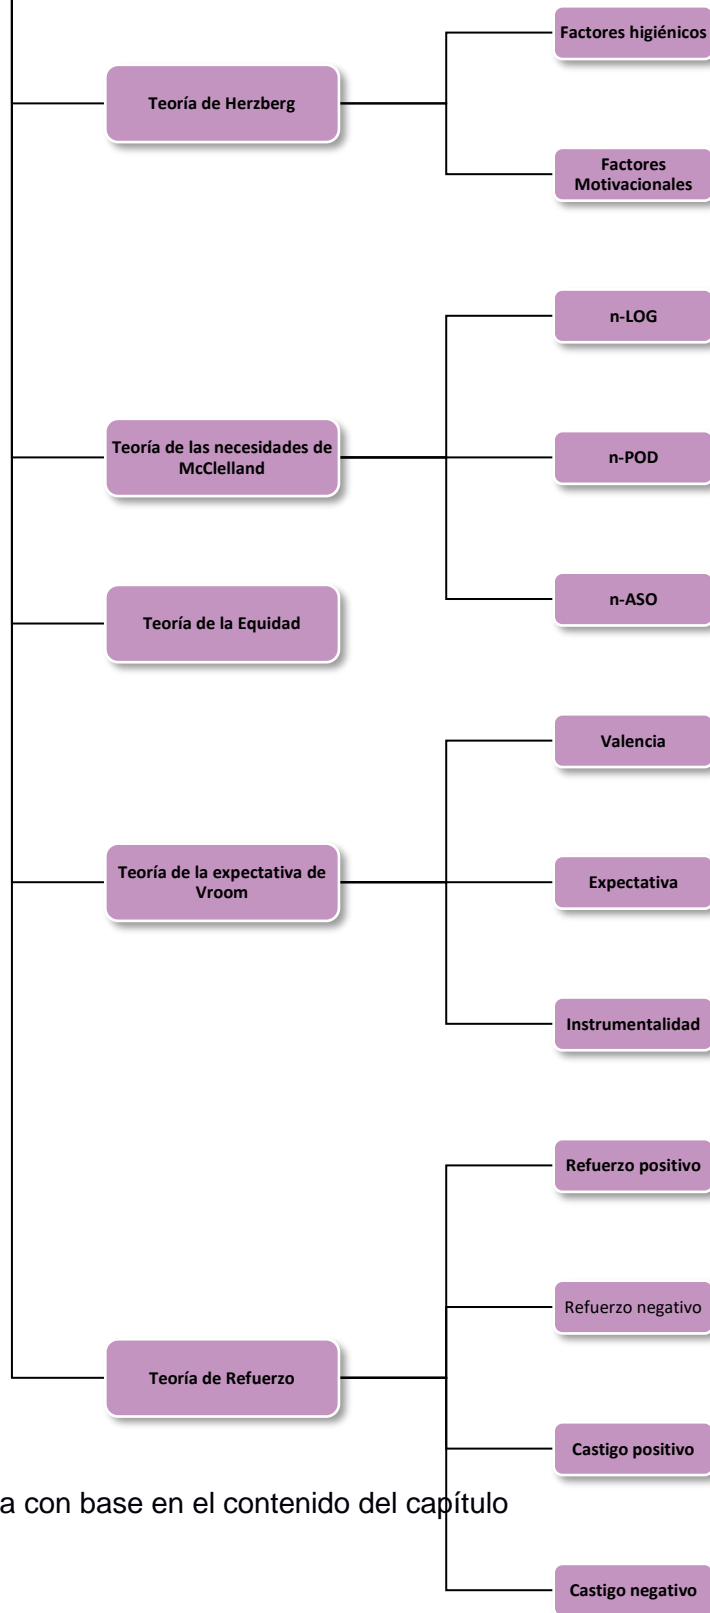 Factores higiénicos
Teoría de Herzberg
Factores
Motivacionales
n-LOG
Teoría de las necesidades de
McClelland
n-POD
n-ASO
Teoría de la Equidad
Valencia
Teoría de la expectativa de
Vroom
Expectativa
Instrumentalidad
Refuerzo positivo
Refuerzo negativo
Teoría de Refuerzo
Castigo positivo
a con base en el contenido del capítulo
Castigo negativo